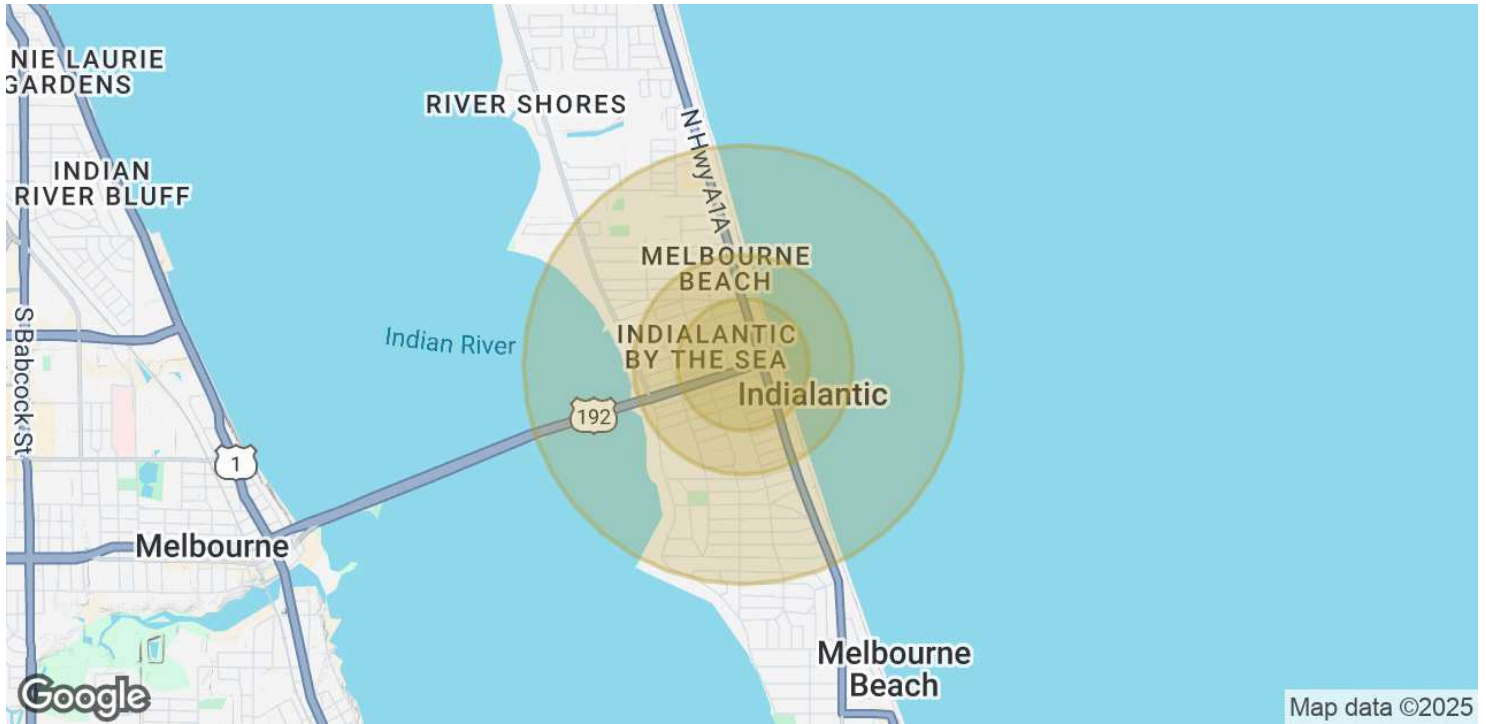 NIE LAURIE
GARDENS
RIVER SHORES
N Hwy A1A
INDIAN
RIVER BLUFF
MELBOURNE
BEACH
S Babcock St
Indian River
INDIALANTIC
BY THE SEA
Indialantic
192
1
Melbourne
Melbourne
Beach
Google
Map data ©2025